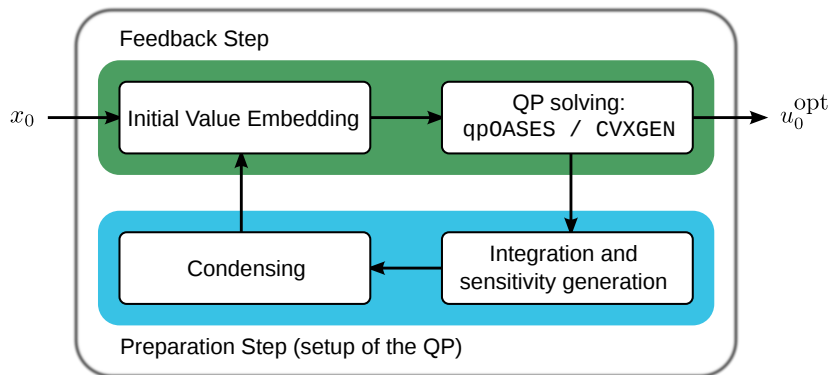 Feedback Step
x₀
Initial Value Embedding
QP solving:
qpOASES / CVXGEN
u₀ᵒᵖᵗ
Condensing
Integration and
sensitivity generation
Preparation Step (setup of the QP)